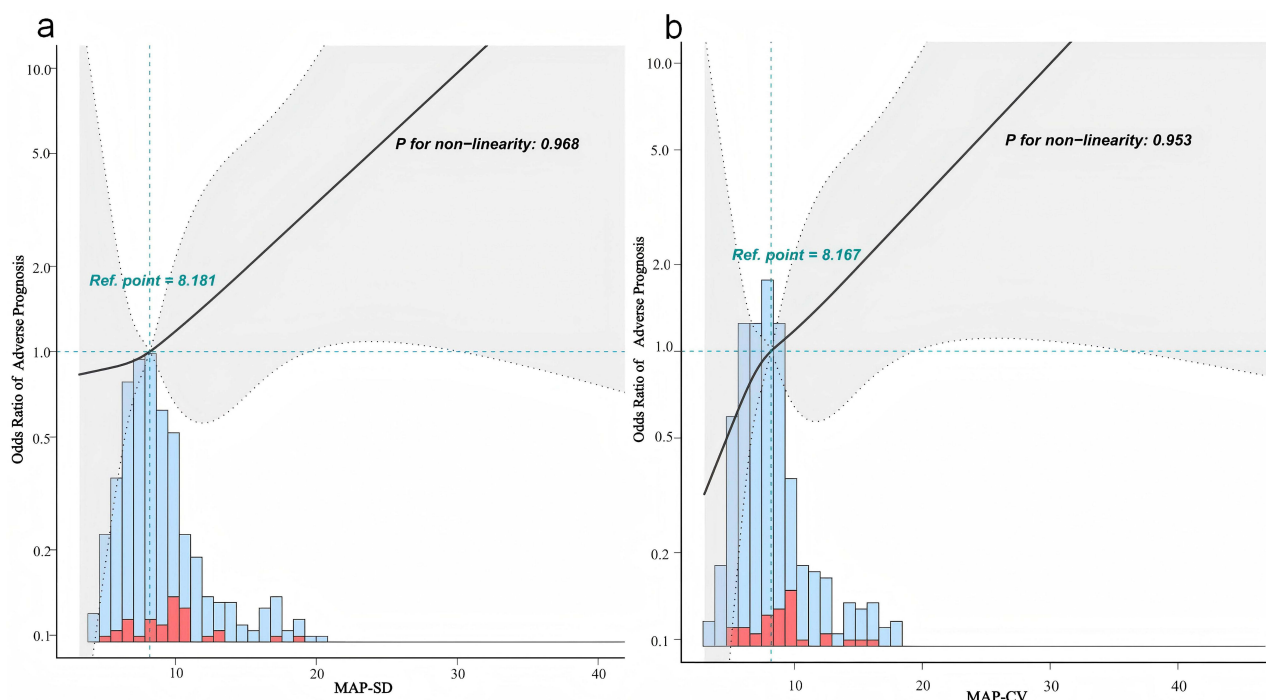 a
10.0
5.0
2.0
1.0
0.5
0.2
0.1
Odds Ratio of Adverse Prognosis
P for non−linearity: 0.968
Ref. point = 8.181
10
20
30
40
MAP-SD
b
10.0
5.0
2.0
1.0
0.5
0.2
0.1
Odds Ratio of Adverse Prognosis
P for non−linearity: 0.953
Ref. point = 8.167
10
20
30
40
MAP-CV